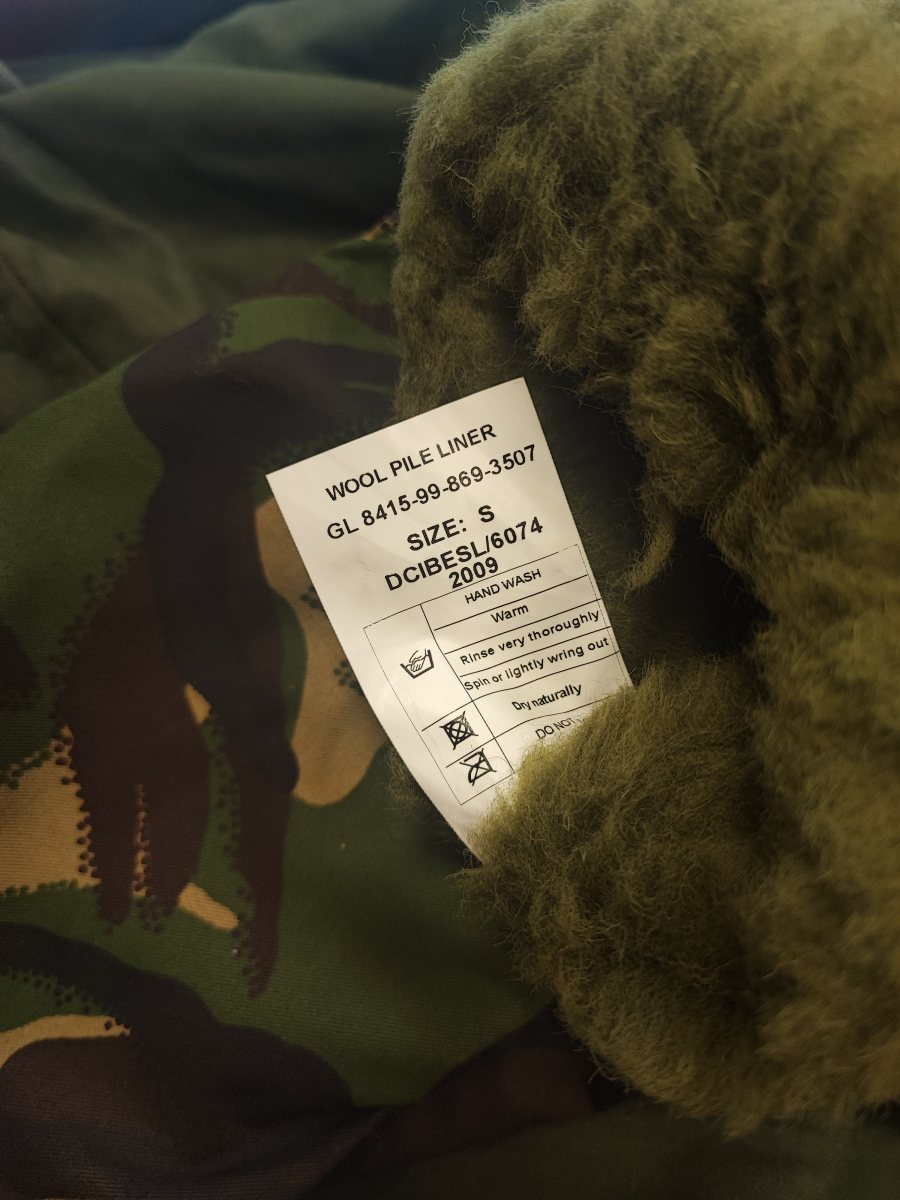 WOOL PILE LINER
GL 8415-99-869-3507
SIZE: S
DCIBESL/6074
2009
HAND WASH
Warm
Rinse very thoroughly
Spin or lightly wring out
Dry naturally
DO NOT